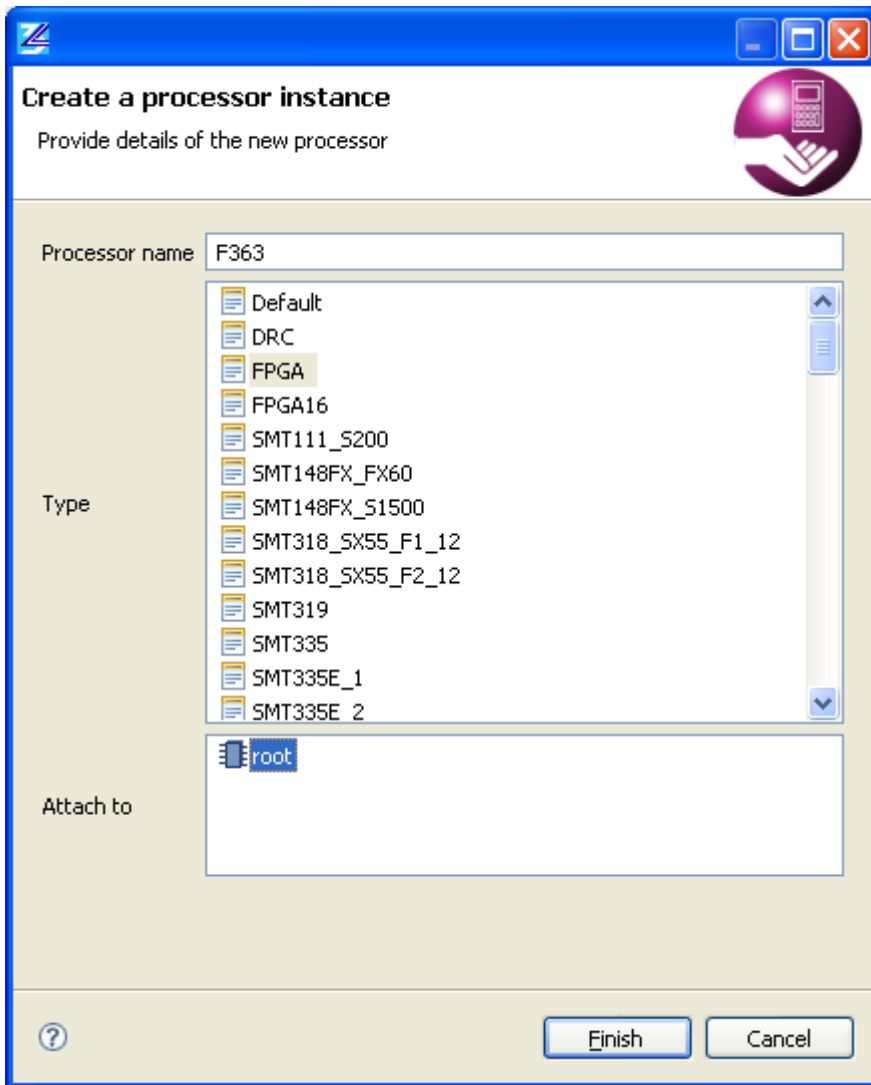 Create a processor instance
Provide details of the new processor
Processor name F363
Type
Default
DRC
FPGA
FPGA16
SMT111_S200
SMT148FX_FX60
SMT148FX_S1500
SMT318_SX55_F1_12
SMT318_SX55_F2_12
SMT319
SMT335
SMT335E_1
SMT335E_2
Attach to
root
Finish Cancel